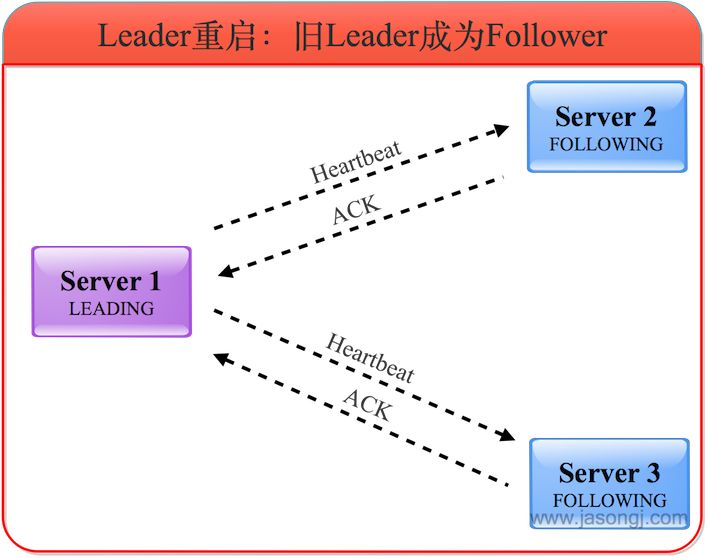 Leader重启：旧Leader成为Follower
Server 2
FOLLOWING
Heartbeat
ACK
Server 1
LEADING
Heartbeat
ACK
Server 3
FOLLOWING
www.jasongj.com